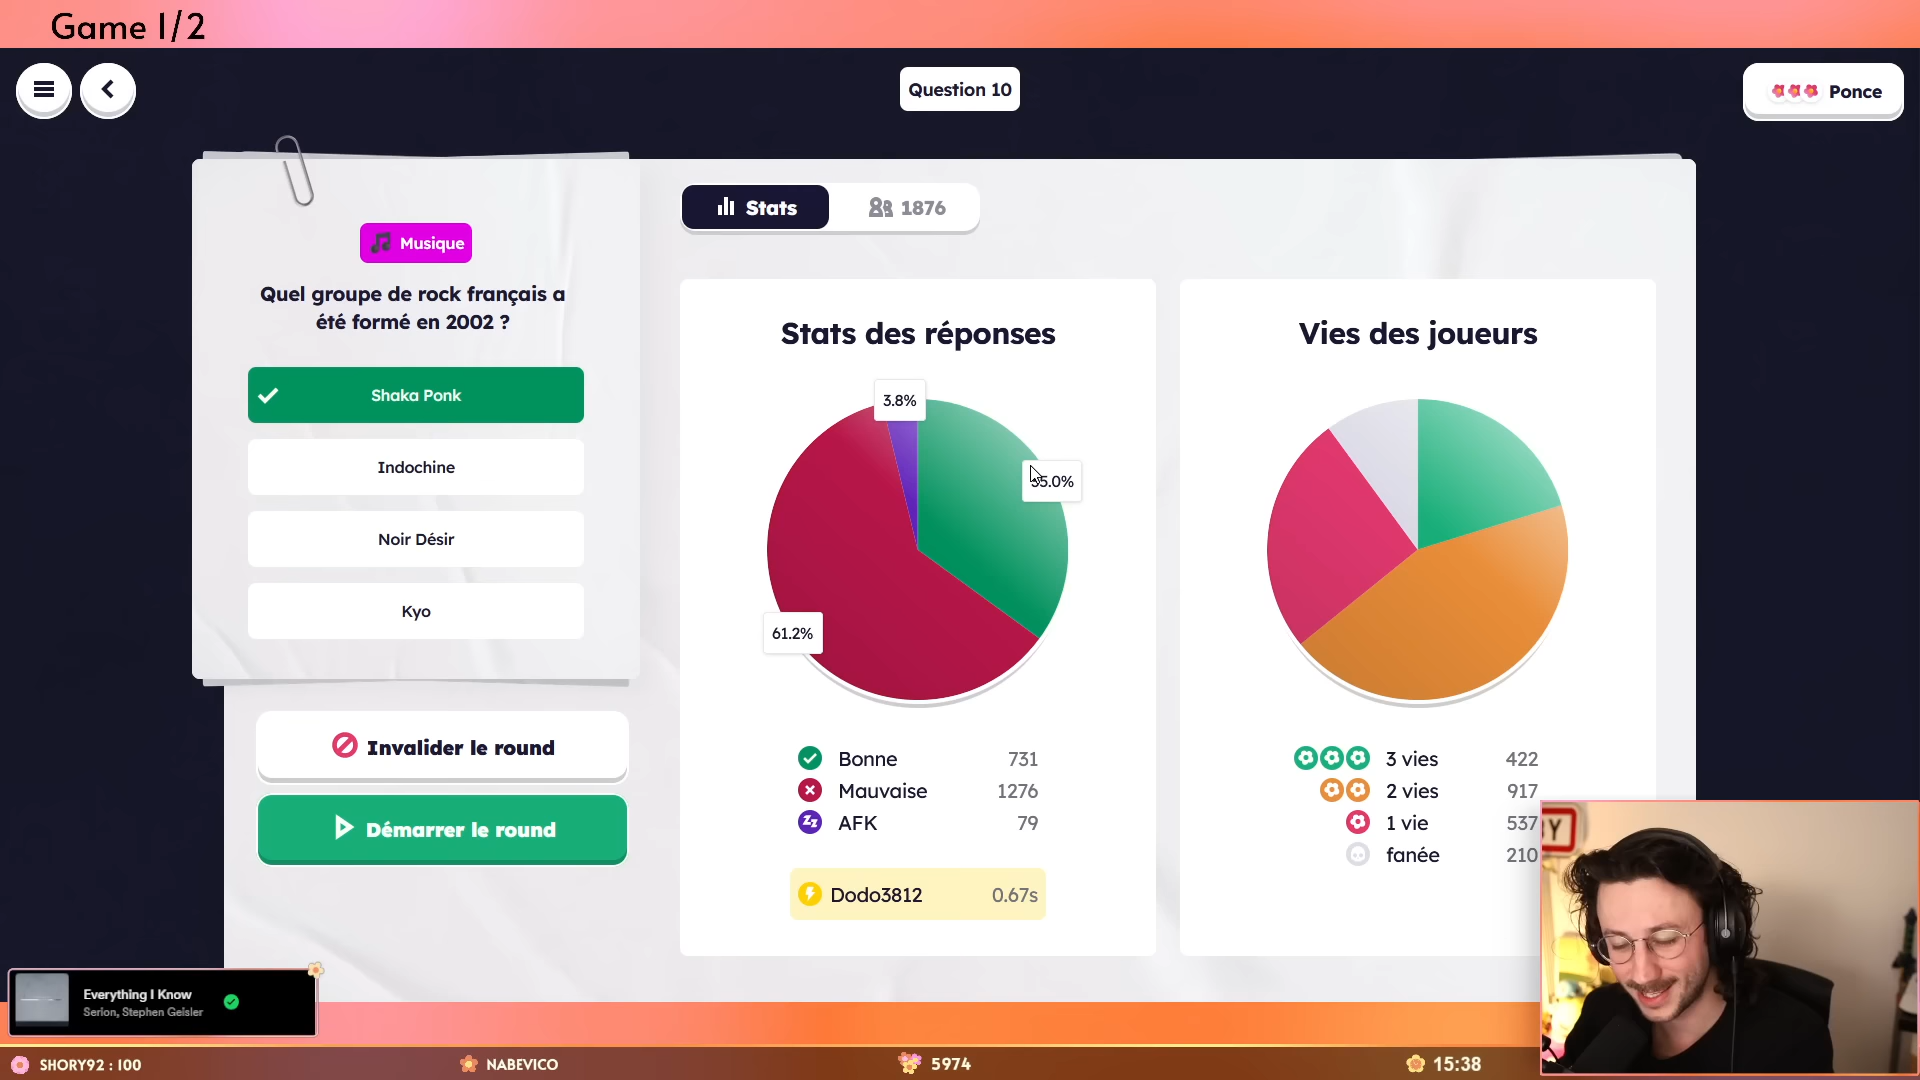 Game 1/2
Question 10
Ponce
Musique
Quel groupe de rock français a
été formé en 2002 ?
Shaka Ponk
Indochine
Noir Désir
Kyo
Invalider le round
Démarrer le round
Stats
1876
Stats des réponses
3.8%
35.0%
61.2%
Bonne 731
Mauvaise 1276
AFK 79
Dodo3812 0.67s
Vies des joueurs
3 vies 422
2 vies 917
1 vie 537
fanée 210
Everything I Know
Serlon, Stephen Geisler
SHORY92 : 100
NABEVICO
5974
15:38